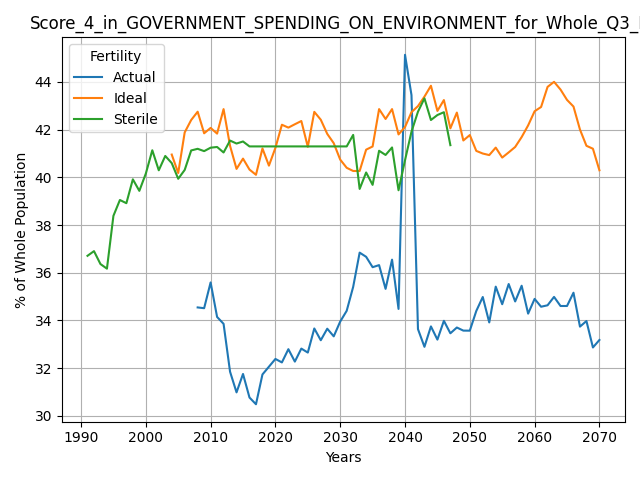 Score_4_in_GOVERNMENT_SPENDING_ON_ENVIRONMENT_for_Whole_Q3_
Fertility
Actual
Ideal
Sterile
% of Whole Population
44
42
40
38
36
34
32
30
1990
2000
2010
2020
2030
2040
2050
2060
2070
Years